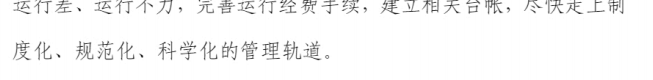 运行差、运行不力，完善运行经费手续，建立相关台帐，尽快走上制
度化、规范化、科学化的管理轨道。